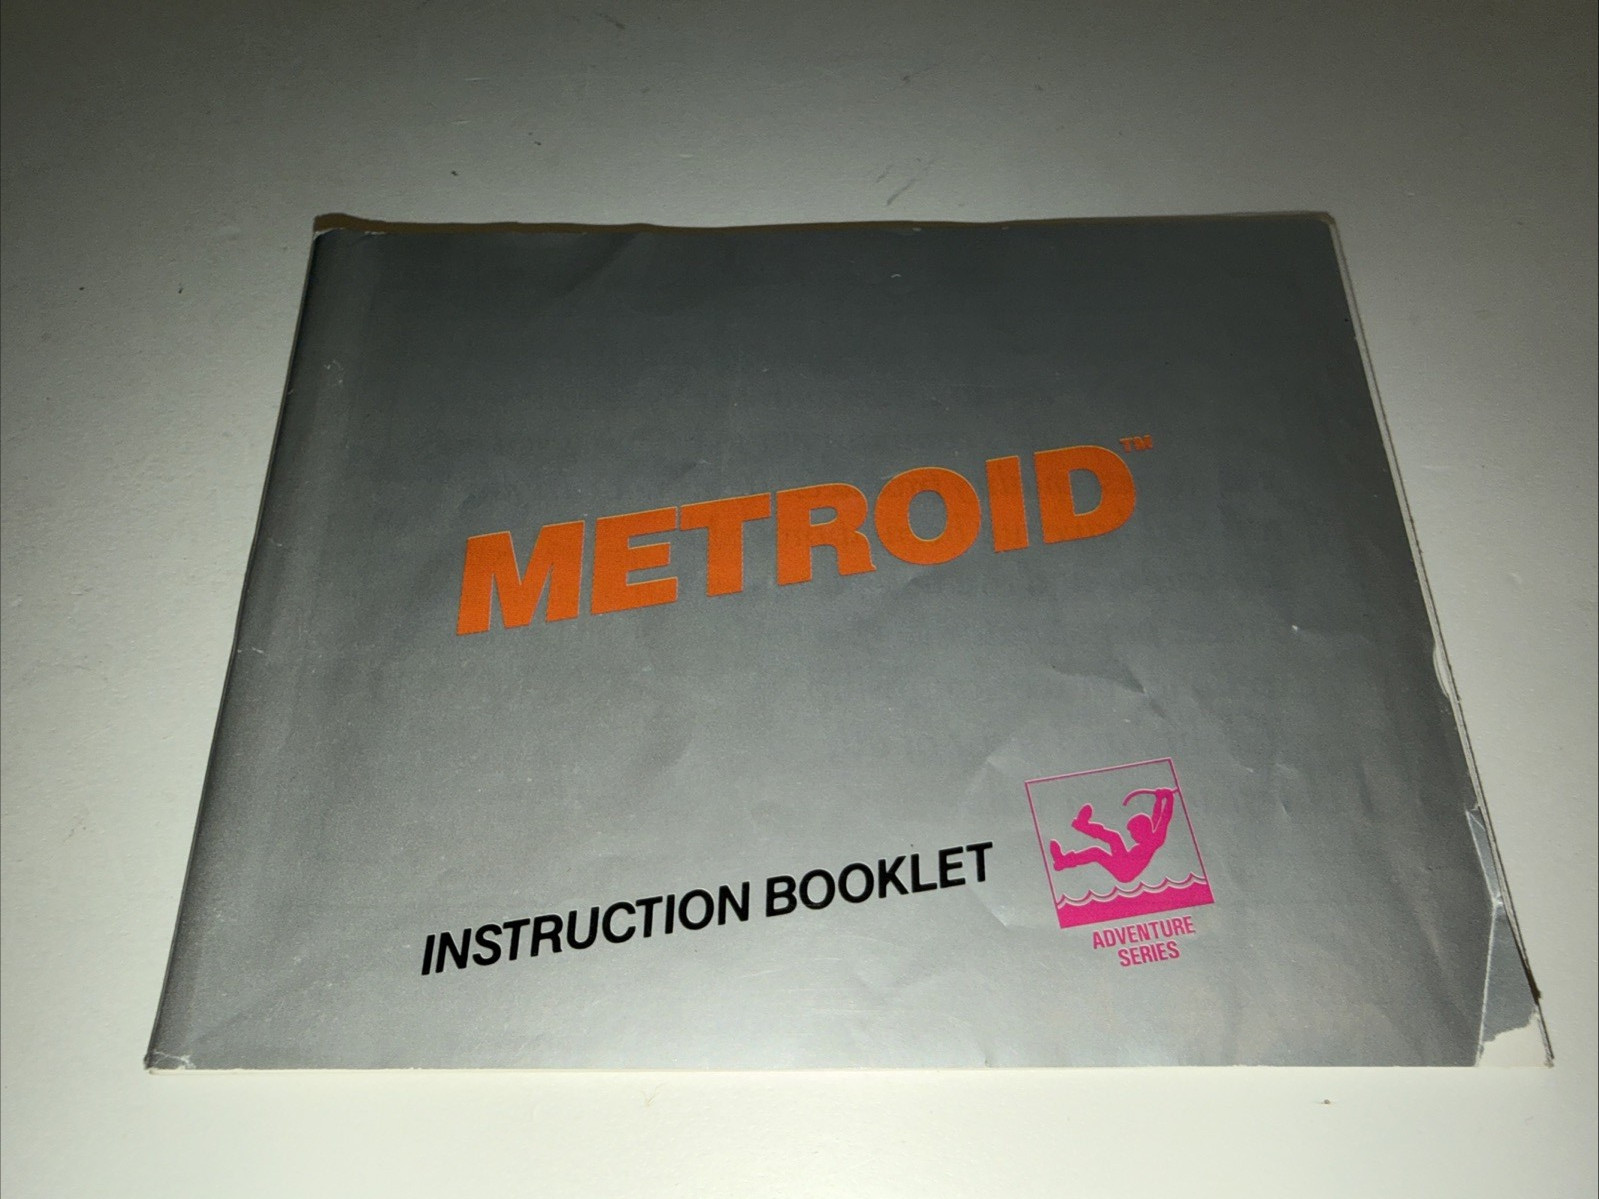 METROID™
INSTRUCTION BOOKLET
ADVENTURE
SERIES